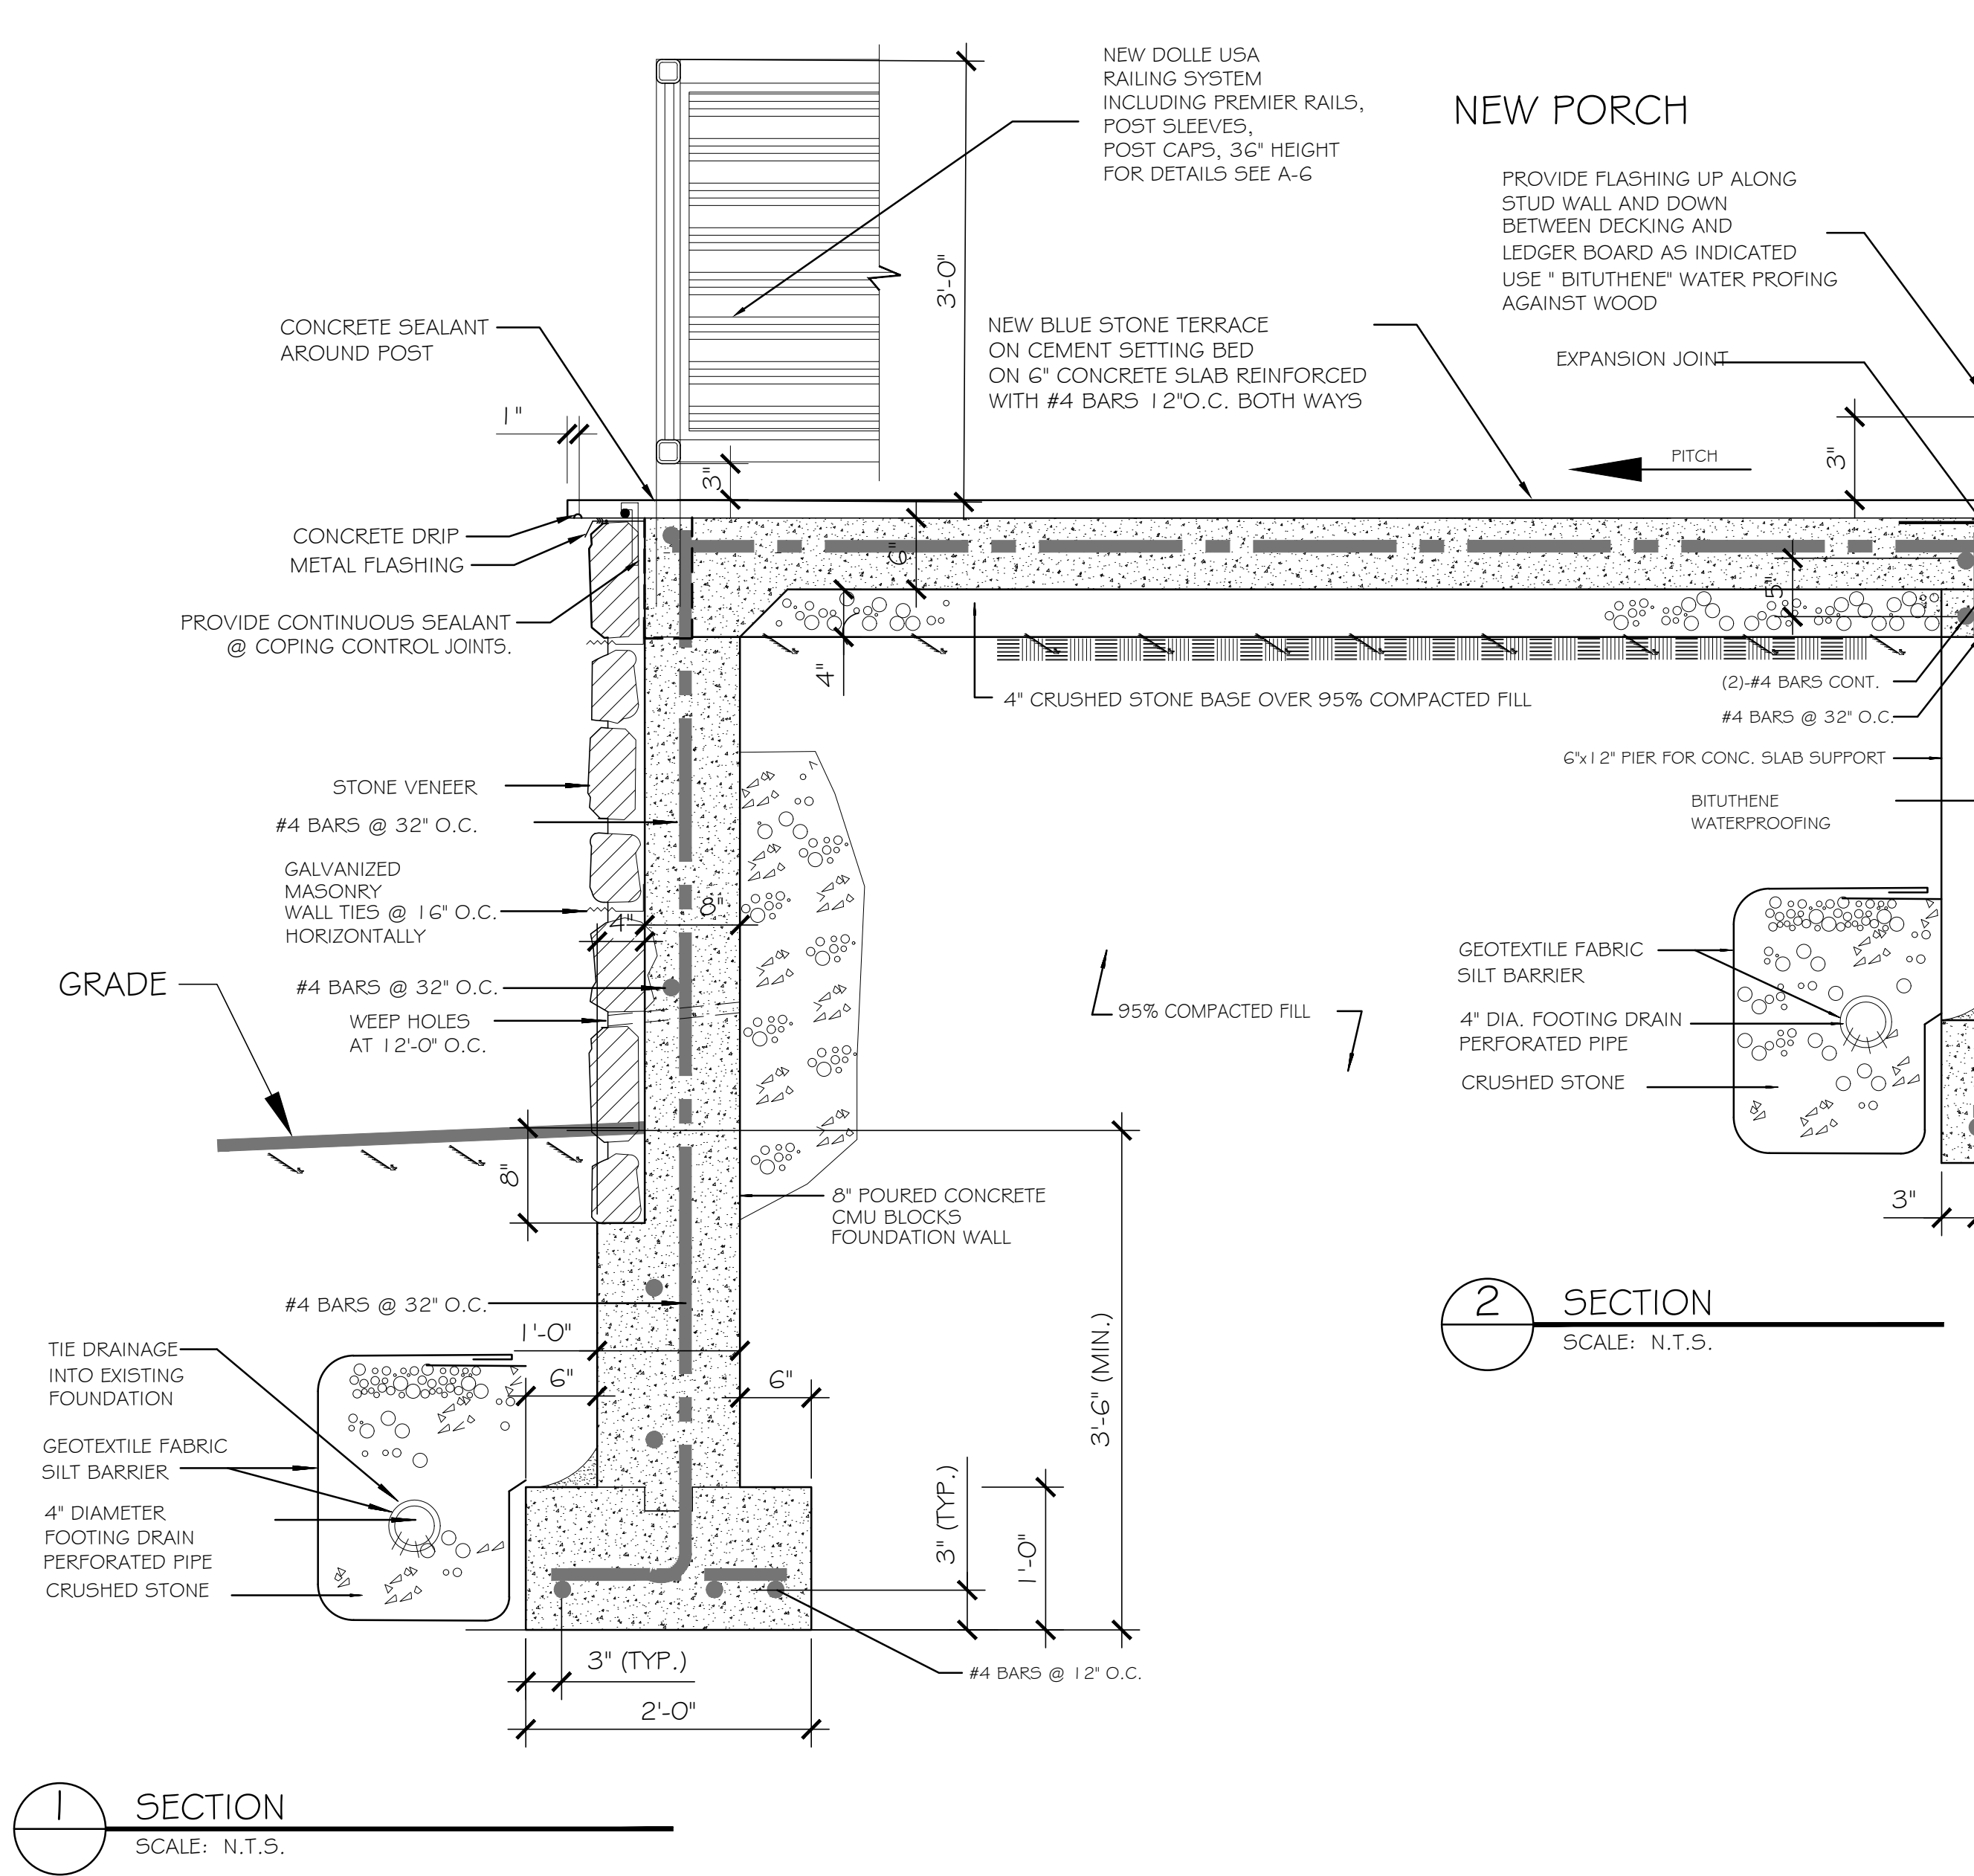 NEW DOLLE USA
RAILING SYSTEM
INCLUDING PREMIER RAILS,
POST SLEEVES,
POST CAPS, 36" HEIGHT
FOR DETAILS SEE A-6
NEW PORCH
PROVIDE FLASHING UP ALONG
STUD WALL AND DOWN
BETWEEN DECKING AND
LEDGER BOARD AS INDICATED
USE " BITUTHENE" WATER PROFING
AGAINST WOOD
3'-0"
CONCRETE SEALANT
AROUND POST
NEW BLUE STONE TERRACE
ON CEMENT SETTING BED
ON 6" CONCRETE SLAB REINFORCED
WITH #4 BARS 12"O.C. BOTH WAYS
EXPANSION JOINT
1"
3"
PITCH
3"
CONCRETE DRIP
METAL FLASHING
6"
5"
PROVIDE CONTINUOUS SEALANT
@ COPING CONTROL JOINTS.
4"
4" CRUSHED STONE BASE OVER 95% COMPACTED FILL
(2)-#4 BARS CONT.
#4 BARS @ 32" O.C.
6"x12" PIER FOR CONC. SLAB SUPPORT
BITUTHENE
WATERPROOFING
STONE VENEER
#4 BARS @ 32" O.C.
GALVANIZED
MASONRY
WALL TIES @ 16" O.C.
HORIZONTALLY
4"
8"
GRADE
#4 BARS @ 32" O.C.
WEEP HOLES
AT 12'-0" O.C.
95% COMPACTED FILL
GEOTEXTILE FABRIC
SILT BARRIER
4" DIA. FOOTING DRAIN
PERFORATED PIPE
CRUSHED STONE
8"
8" POURED CONCRETE
CMU BLOCKS
FOUNDATION WALL
3"
2
SECTION
SCALE: N.T.S.
#4 BARS @ 32" O.C.
1'-0"
6"
6"
3'-6" (MIN.)
TIE DRAINAGE
INTO EXISTING
FOUNDATION
GEOTEXTILE FABRIC
SILT BARRIER
4" DIAMETER
FOOTING DRAIN
PERFORATED PIPE
CRUSHED STONE
3" (TYP.)
1'-0"
3" (TYP.)
#4 BARS @ 12" O.C.
2'-0"
1
SECTION
SCALE: N.T.S.